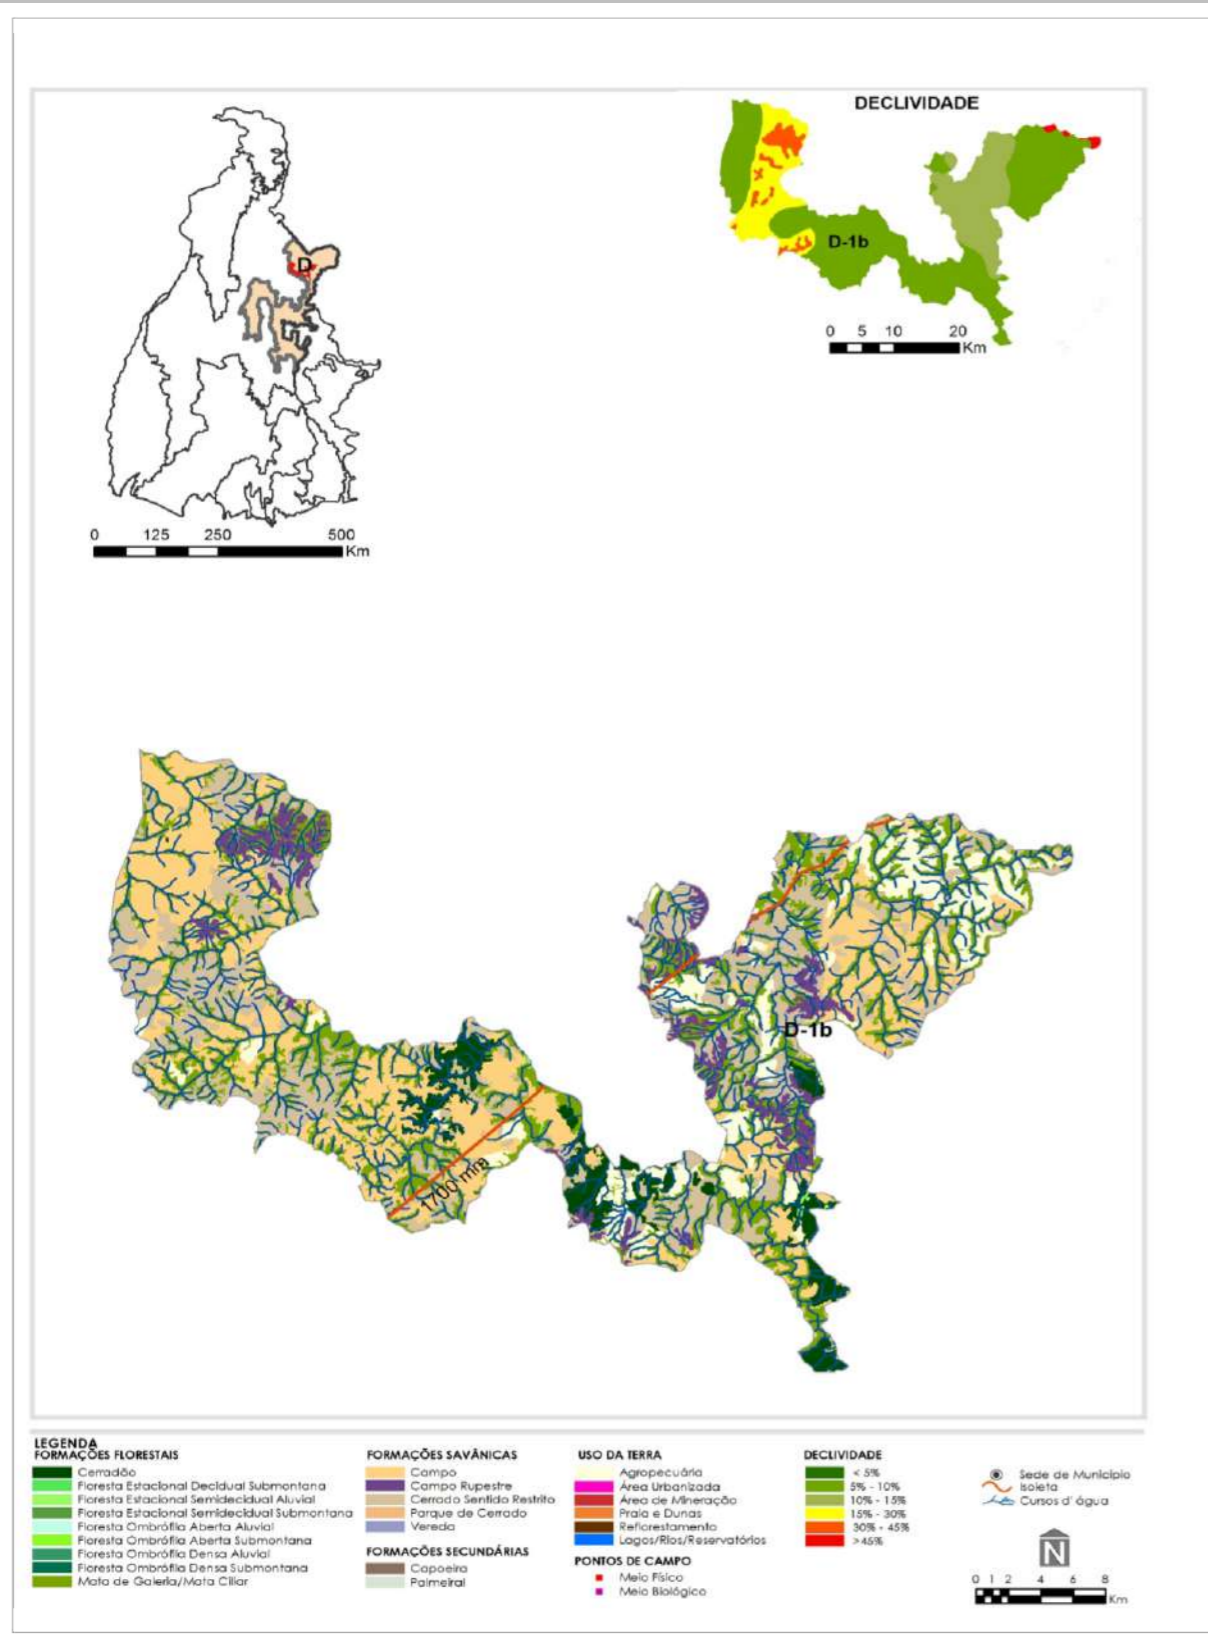 DECLIVIDADE
D
D-1b
0 5 10 20
Km
0 125 250 500
Km
D-1b
1700 mm
LEGENDA
FORMAÇÕES FLORESTAIS
Cerradão
Floresta Estacional Decidual Submontana
Floresta Estacional Semidecidual Aluvial
Floresta Estacional Semidecidual Submontana
Floresta Ombrófila Aberta Aluvial
Floresta Ombrófila Aberta Submontana
Floresta Ombrófila Densa Aluvial
Floresta Ombrófila Densa Submontana
Mata de Galeria/Mata Ciliar
FORMAÇÕES SAVÂNICAS
Campo
Campo Rupestre
Cerrado Sentido Restrito
Parque de Cerrado
Vereda
FORMAÇÕES SECUNDÁRIAS
Capoeira
Palmeiral
USO DA TERRA
Agropecuária
Área Urbanizada
Área de Mineração
Praia e Dunas
Reflorestamento
Lagos/Rios/Reservatórios
PONTOS DE CAMPO
Meio Físico
Meio Biológico
DECLIVIDADE
< 5%
5% - 10%
10% - 15%
15% - 30%
30% - 45%
>45%
Sede de Município
Isoieta
Cursos d' água
N
0 1 2 4 6 8
Km